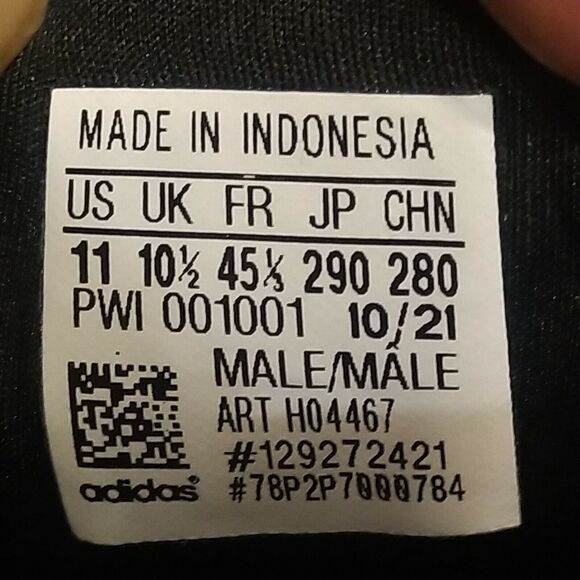 MADE IN INDONESIA
US UK FR JP CHN
11 10½ 45⅓ 290 280
PWI 001001 10/21
MALE/MÂLE
ART H04467
#129272421
adidas #78P2P7000784